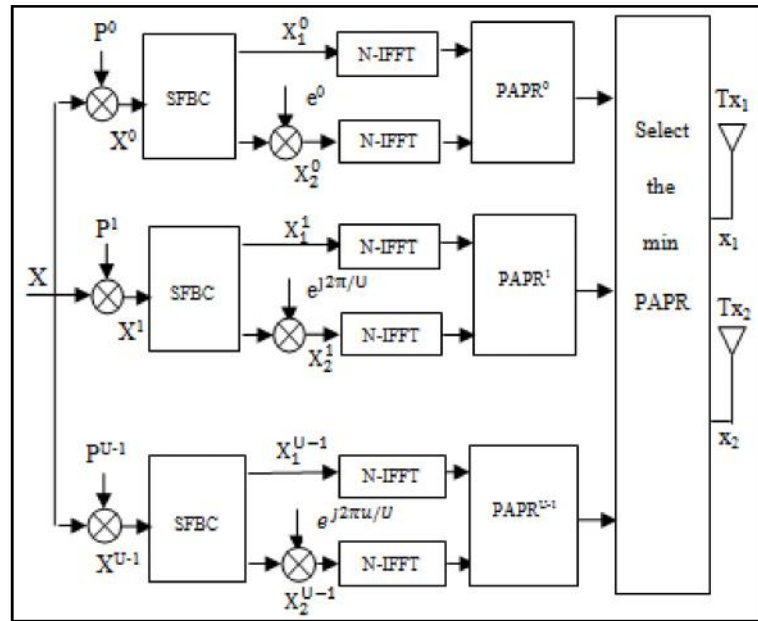 P⁰
X₁⁰
N-IFFT
SFBC
e⁰
PAPR⁰
X⁰
N-IFFT
X₂⁰
P¹
X₁¹
N-IFFT
X
SFBC
e^{j2π/U}
PAPR¹
X¹
N-IFFT
X₂¹
P^{U-1}
X₁^{U−1}
N-IFFT
SFBC
e^{j2πu/U}
PAPR^{U-1}
X^{U-1}
N-IFFT
X₂^{U−1}
Select
the
min
PAPR
Tx₁
x₁
Tx₂
x₂